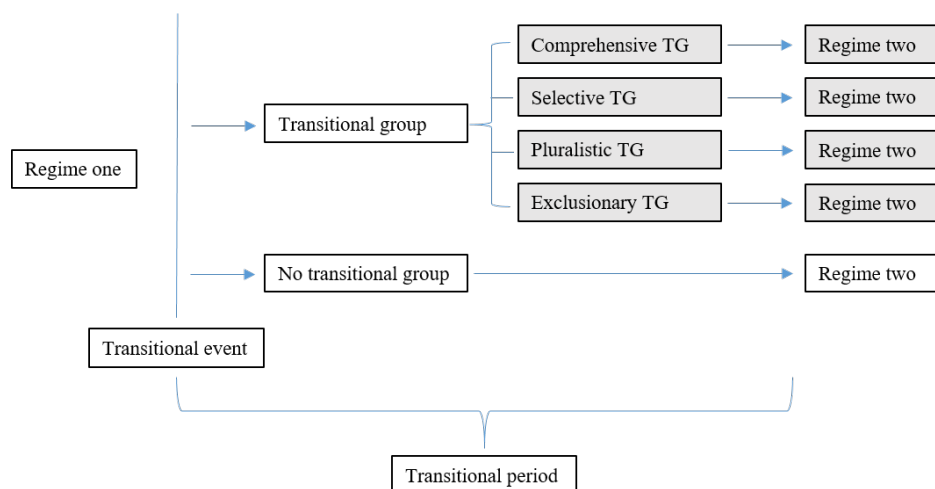 Comprehensive TG
Regime two
Selective TG
Regime two
Transitional group
Pluralistic TG
Regime two
Regime one
Exclusionary TG
Regime two
No transitional group
Regime two
Transitional event
Transitional period